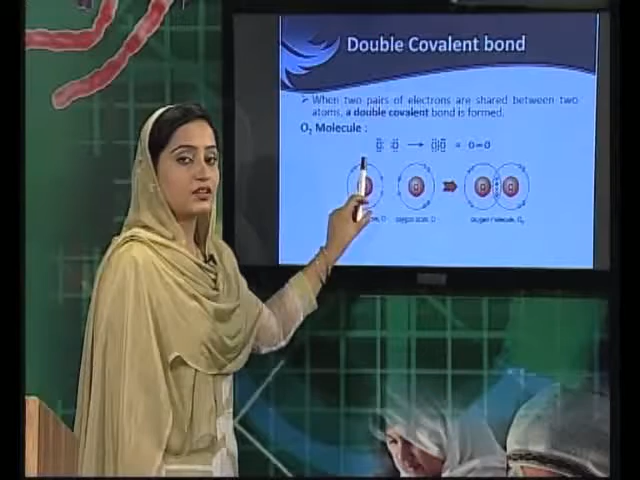 Double Covalent bond
➢ When two pairs of electrons are shared between two
atoms, a double covalent bond is formed.
O₂ Molecule :
O=O
oxygen atom, O
oxygen molecule, O₂